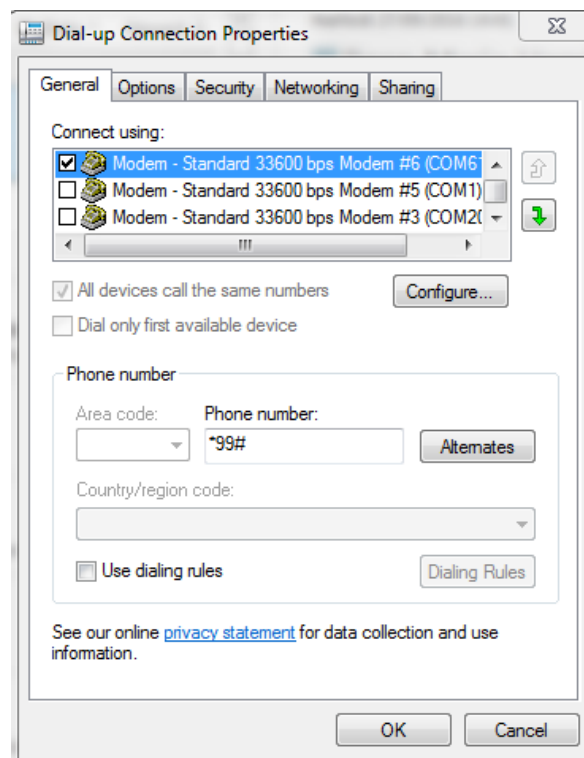 Dial-up Connection Properties
General Options Security Networking Sharing
Connect using:
Modem - Standard 33600 bps Modem #6 (COM6
Modem - Standard 33600 bps Modem #5 (COM1)
Modem - Standard 33600 bps Modem #3 (COM20
All devices call the same numbers
Configure...
Dial only first available device
Phone number
Area code: Phone number:
*99#
Alternates
Country/region code:
Use dialing rules
Dialing Rules
See our online privacy statement for data collection and use
information.
OK Cancel